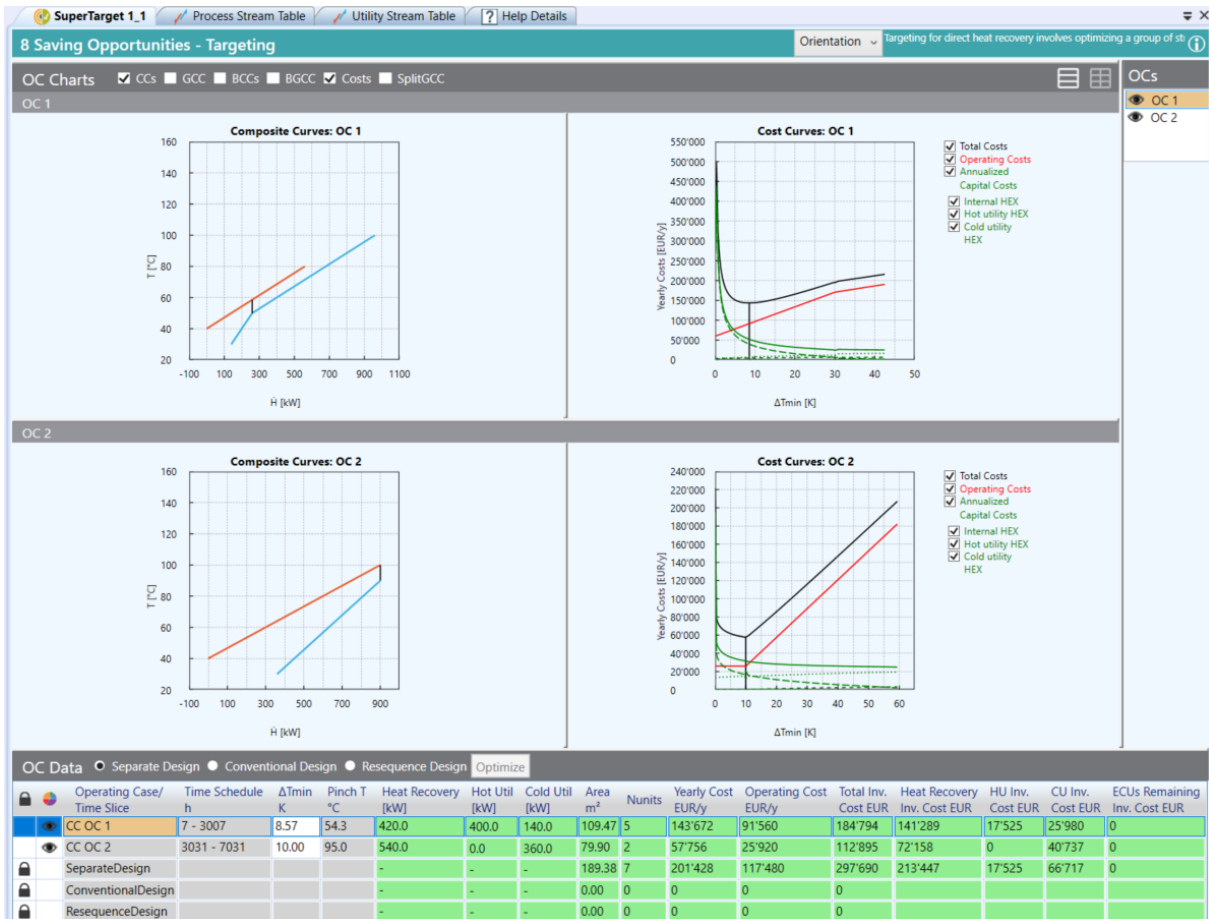 SuperTarget 1_1 Process Stream Table Utility Stream Table ? Help Details
8 Saving Opportunities - Targeting Orientation Targeting for direct heat recovery involves optimizing a group of st
OC Charts CCs GCC BCCs BGCC Costs SplitGCC OCs
OC 1
OC 1
OC 2
Composite Curves: OC 1
160
140
120
100
80
60
40
20
T [°C]
-100 100 300 500 700 900 1100
Ḣ [kW]
Cost Curves: OC 1
550'000
500'000
450'000
400'000
350'000
300'000
250'000
200'000
150'000
100'000
50'000
0
Yearly Costs [EUR/y]
0 10 20 30 40 50
ΔTmin [K]
Total Costs
Operating Costs
Annualized
Capital Costs
Internal HEX
Hot utility HEX
Cold utility
HEX
OC 2
Composite Curves: OC 2
160
140
120
100
80
60
40
20
T [°C]
-100 100 300 500 700 900
Ḣ [kW]
Cost Curves: OC 2
240'000
220'000
200'000
180'000
160'000
140'000
120'000
100'000
80'000
60'000
40'000
20'000
0
Yearly Costs [EUR/y]
0 10 20 30 40 50 60
ΔTmin [K]
Total Costs
Operating Costs
Annualized
Capital Costs
Internal HEX
Hot utility HEX
Cold utility
HEX
OC Data Separate Design Conventional Design Resequence Design Optimize
Operating Case/ Time Schedule ΔTmin Pinch T Heat Recovery Hot Util Cold Util Area Nunits Yearly Cost Operating Cost Total Inv. Heat Recovery HU Inv. CU Inv. ECUs Remaining
Time Slice h K °C [kW] [kW] [kW] m² EUR/y EUR/y Cost EUR Inv. Cost EUR Cost EUR Cost EUR Inv. Cost EUR
CC OC 1 7 - 3007 8.57 54.3 420.0 400.0 140.0 109.47 5 143'672 91'560 184'794 141'289 17'525 25'980 0
CC OC 2 3031 - 7031 10.00 95.0 540.0 0.0 360.0 79.90 2 57'756 25'920 112'895 72'158 0 40'737 0
SeparateDesign - - - 189.38 7 201'428 117'480 297'690 213'447 17'525 66'717 0
ConventionalDesign - - - 0.00 0 0 0 0
ResequenceDesign - - - 0.00 0 0 0 0